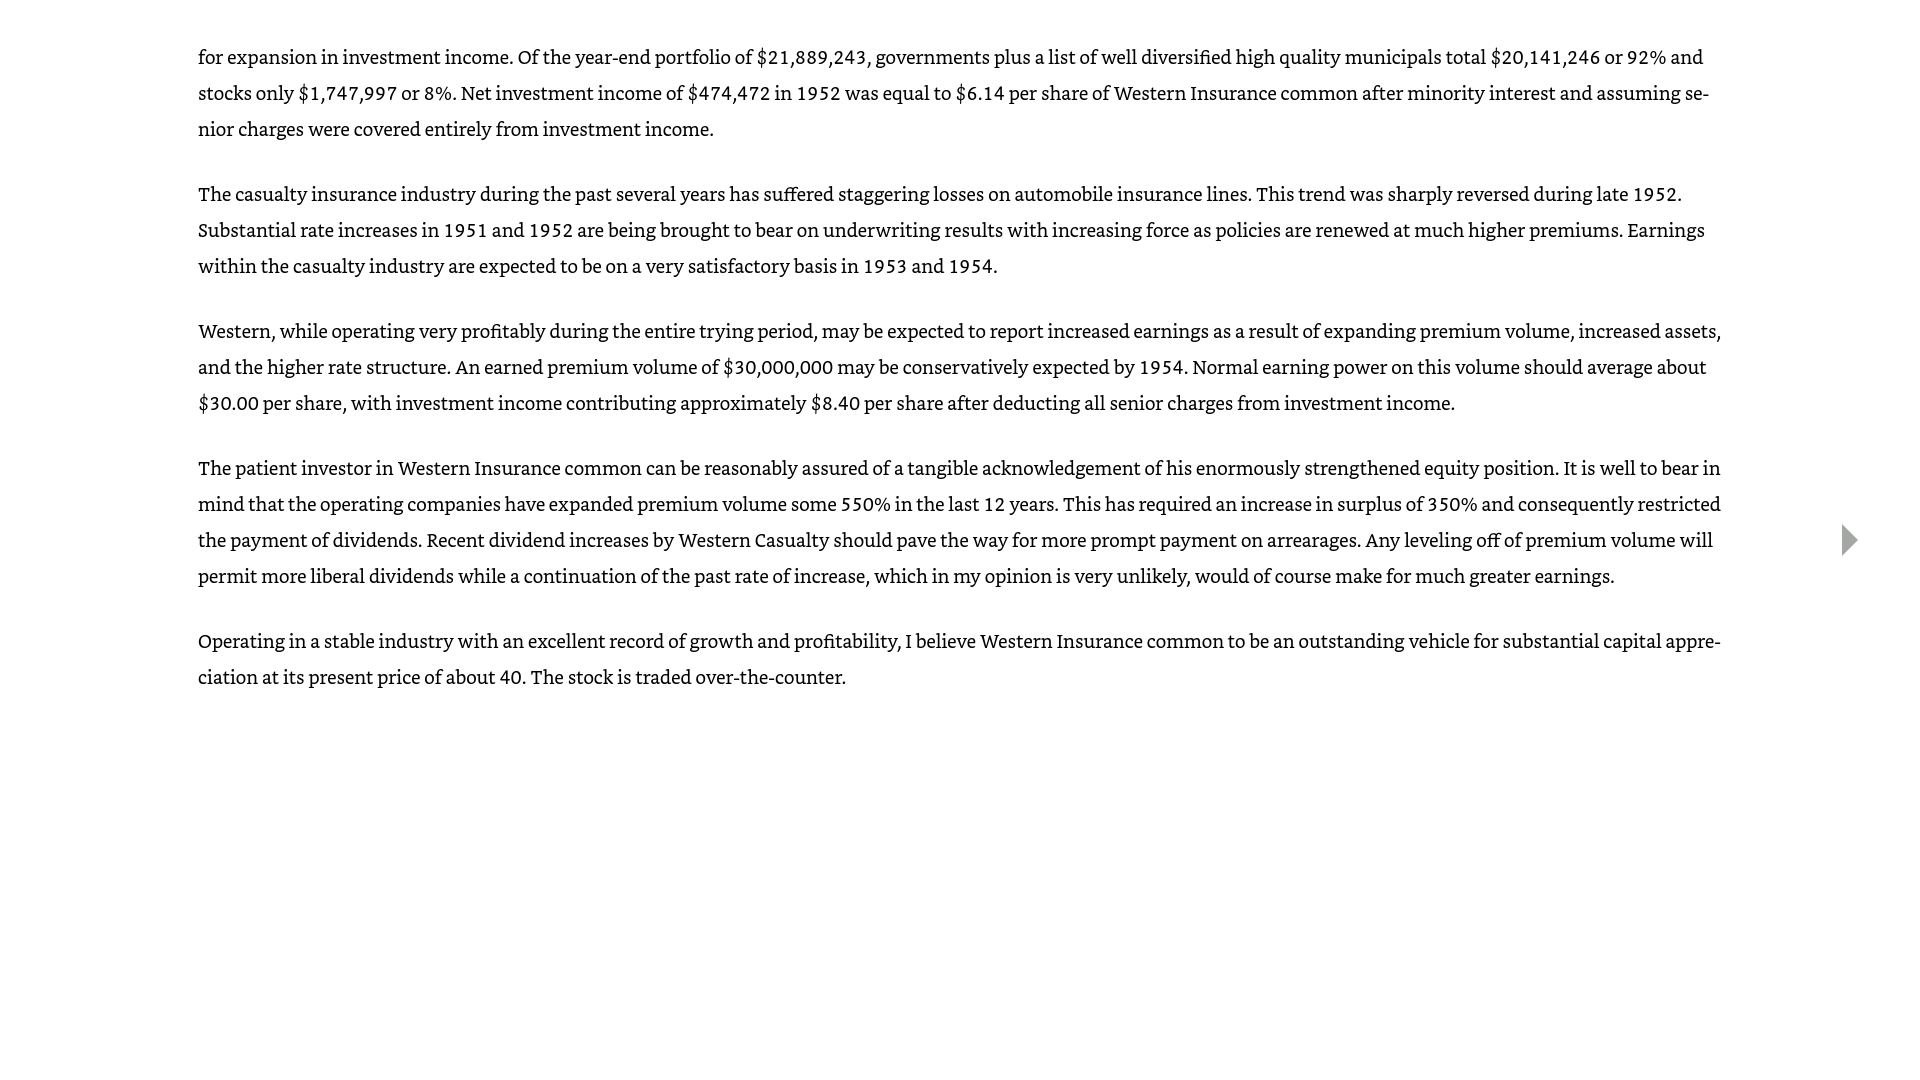 for expansion in investment income. Of the year-end portfolio of $21,889,243, governments plus a list of well diversified high quality municipals total $20,141,246 or 92% and
stocks only $1,747,997 or 8%. Net investment income of $474,472 in 1952 was equal to $6.14 per share of Western Insurance common after minority interest and assuming se-
nior charges were covered entirely from investment income.
The casualty insurance industry during the past several years has suffered staggering losses on automobile insurance lines. This trend was sharply reversed during late 1952.
Substantial rate increases in 1951 and 1952 are being brought to bear on underwriting results with increasing force as policies are renewed at much higher premiums. Earnings
within the casualty industry are expected to be on a very satisfactory basis in 1953 and 1954.
Western, while operating very profitably during the entire trying period, may be expected to report increased earnings as a result of expanding premium volume, increased assets,
and the higher rate structure. An earned premium volume of $30,000,000 may be conservatively expected by 1954. Normal earning power on this volume should average about
$30.00 per share, with investment income contributing approximately $8.40 per share after deducting all senior charges from investment income.
The patient investor in Western Insurance common can be reasonably assured of a tangible acknowledgement of his enormously strengthened equity position. It is well to bear in
mind that the operating companies have expanded premium volume some 550% in the last 12 years. This has required an increase in surplus of 350% and consequently restricted
the payment of dividends. Recent dividend increases by Western Casualty should pave the way for more prompt payment on arrearages. Any leveling off of premium volume will
permit more liberal dividends while a continuation of the past rate of increase, which in my opinion is very unlikely, would of course make for much greater earnings.
Operating in a stable industry with an excellent record of growth and profitability, I believe Western Insurance common to be an outstanding vehicle for substantial capital appre-
ciation at its present price of about 40. The stock is traded over-the-counter.